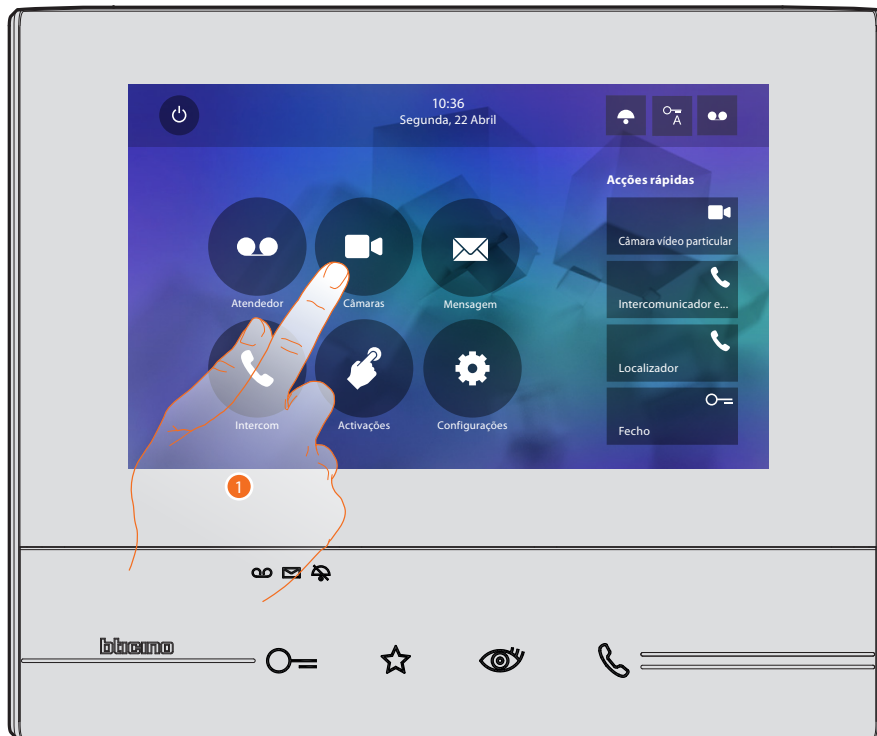 10:36
Segunda, 22 Abril
A
Acções rápidas
Câmara vídeo particular
Intercomunicador e...
Localizador
Fecho
Atendedor
Câmaras
Mensagem
Intercom
Activações
Configurações
1
bticino